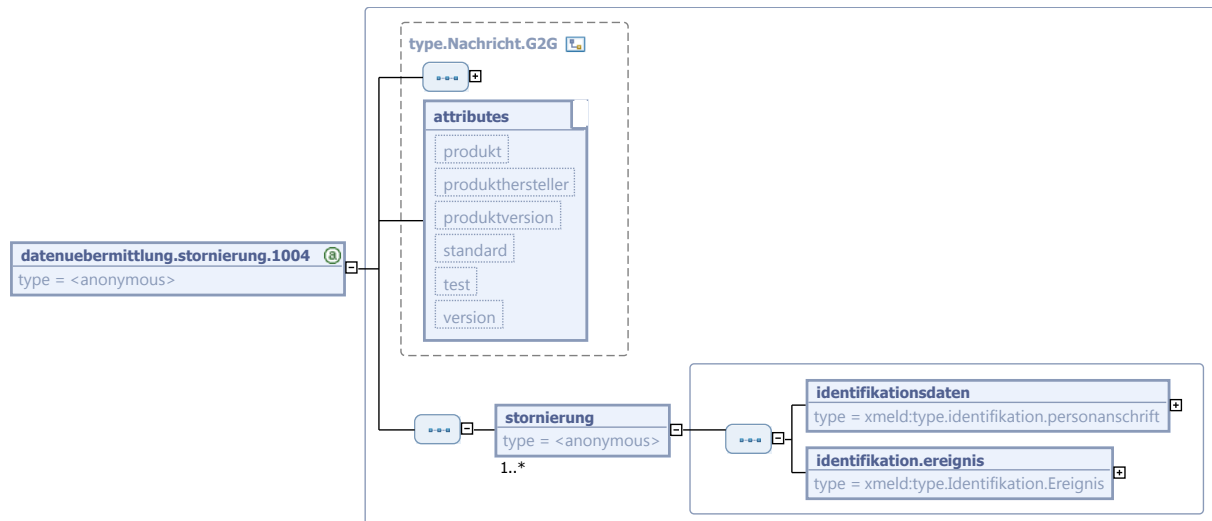 type.Nachricht.G2G
attributes
produkt
produkthersteller
produktversion
standard
test
version
datenuebermittlung.stornierung.1004 a
type = <anonymous>
stornierung
type = <anonymous>
1..*
identifikationsdaten
type = xmeld:type.identifikation.personanschrift
identifikation.ereignis
type = xmeld:type.Identifikation.Ereignis